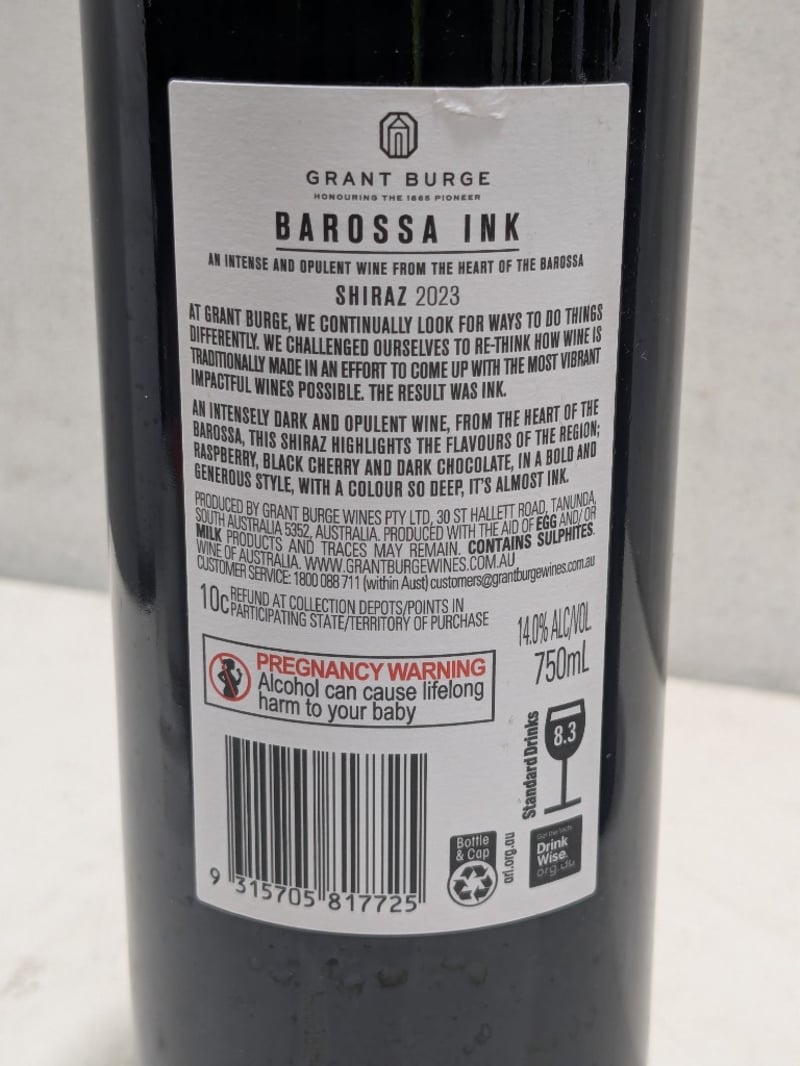 GRANT BURGE
HONOURING THE 1865 PIONEER
BAROSSA INK
AN INTENSE AND OPULENT WINE FROM THE HEART OF THE BAROSSA
SHIRAZ 2023
AT GRANT BURGE, WE CONTINUALLY LOOK FOR WAYS TO DO THINGS
DIFFERENTLY. WE CHALLENGED OURSELVES TO RE-THINK HOW WINE IS
TRADITIONALLY MADE IN AN EFFORT TO COME UP WITH THE MOST VIBRANT
IMPACTFUL WINES POSSIBLE. THE RESULT WAS INK.
AN INTENSELY DARK AND OPULENT WINE, FROM THE HEART OF THE
BAROSSA, THIS SHIRAZ HIGHLIGHTS THE FLAVOURS OF THE REGION;
RASPBERRY, BLACK CHERRY AND DARK CHOCOLATE, IN A BOLD AND
GENEROUS STYLE, WITH A COLOUR SO DEEP, IT'S ALMOST INK.
PRODUCED BY GRANT BURGE WINES PTY LTD, 30 ST HALLETT ROAD, TANUNDA,
SOUTH AUSTRALIA 5352, AUSTRALIA. PRODUCED WITH THE AID OF EGG AND/OR
MILK PRODUCTS AND TRACES MAY REMAIN. CONTAINS SULPHITES.
WINE OF AUSTRALIA. WWW.GRANTBURGEWINES.COM.AU
CUSTOMER SERVICE: 1800 088 711 (within Aust) customers@grantburgewines.com.au
10c REFUND AT COLLECTION DEPOTS/POINTS IN
PARTICIPATING STATE/TERRITORY OF PURCHASE
14.0% ALC/VOL
750mL
PREGNANCY WARNING
Alcohol can cause lifelong
harm to your baby
Standard Drinks
8.3
Bottle
& Cap
arl.org.au
Get the facts
Drink
Wise.
org.au
9 315705 817725